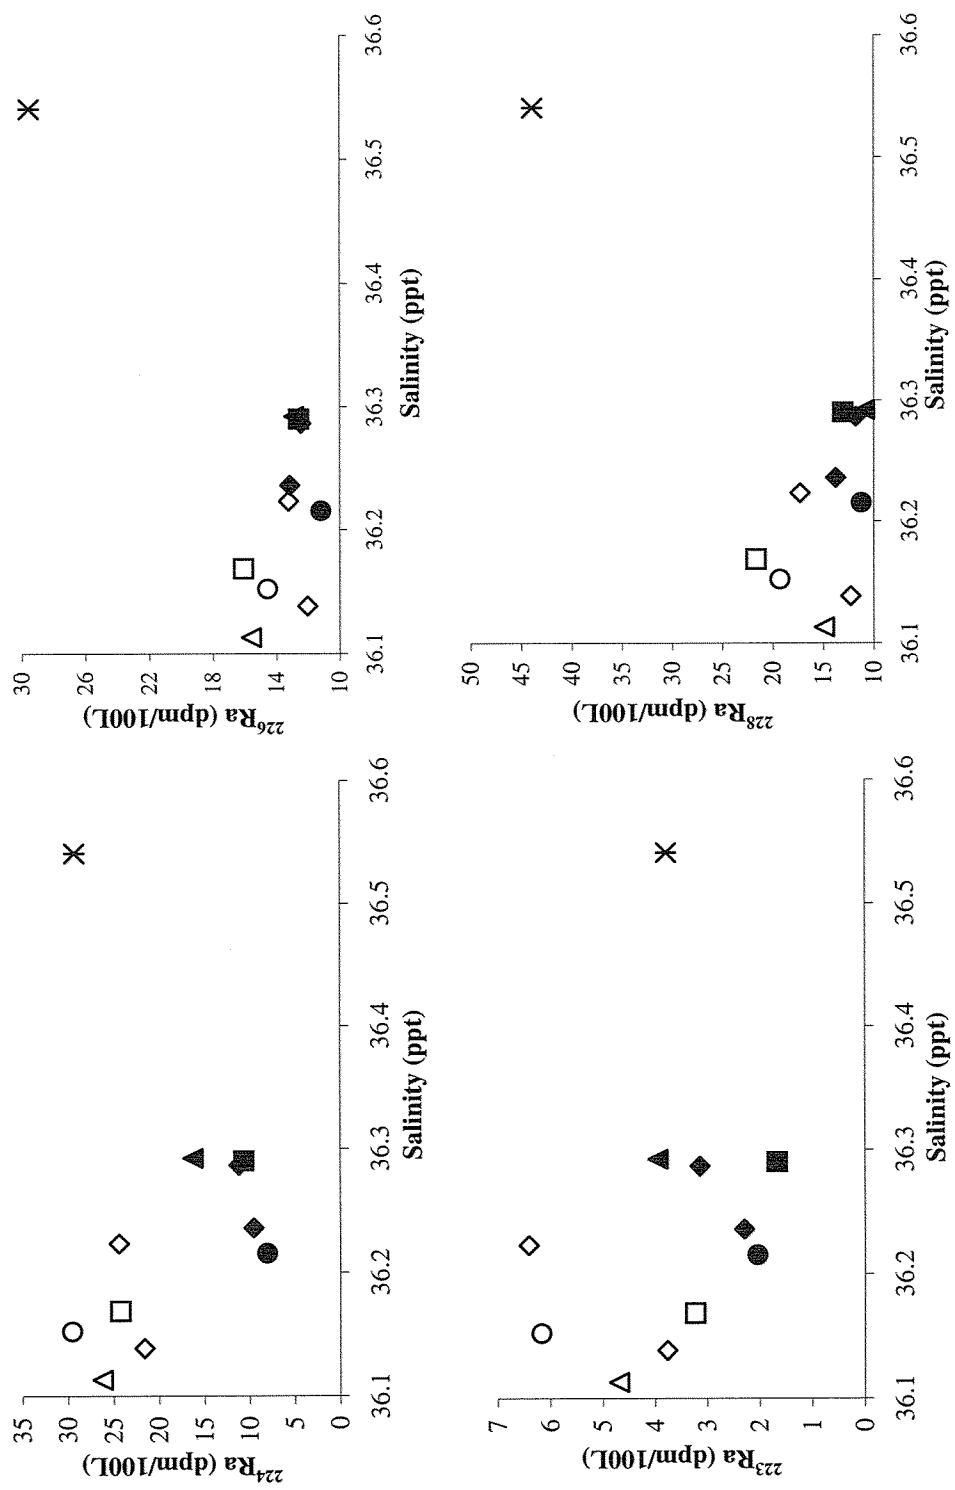 ²²⁴Ra (dpm/100L)
35
30
25
20
15
10
5
0
36.1 36.2 36.3 36.4 36.5 36.6
Salinity (ppt)
²²⁶Ra (dpm/100L)
30
26
22
18
14
10
36.1 36.2 36.3 36.4 36.5 36.6
Salinity (ppt)
²²³Ra (dpm/100L)
7
6
5
4
3
2
1
0
36.1 36.2 36.3 36.4 36.5 36.6
Salinity (ppt)
²²⁸Ra (dpm/100L)
50
45
40
35
30
25
20
15
10
36.1 36.2 36.3 36.4 36.5 36.6
Salinity (ppt)